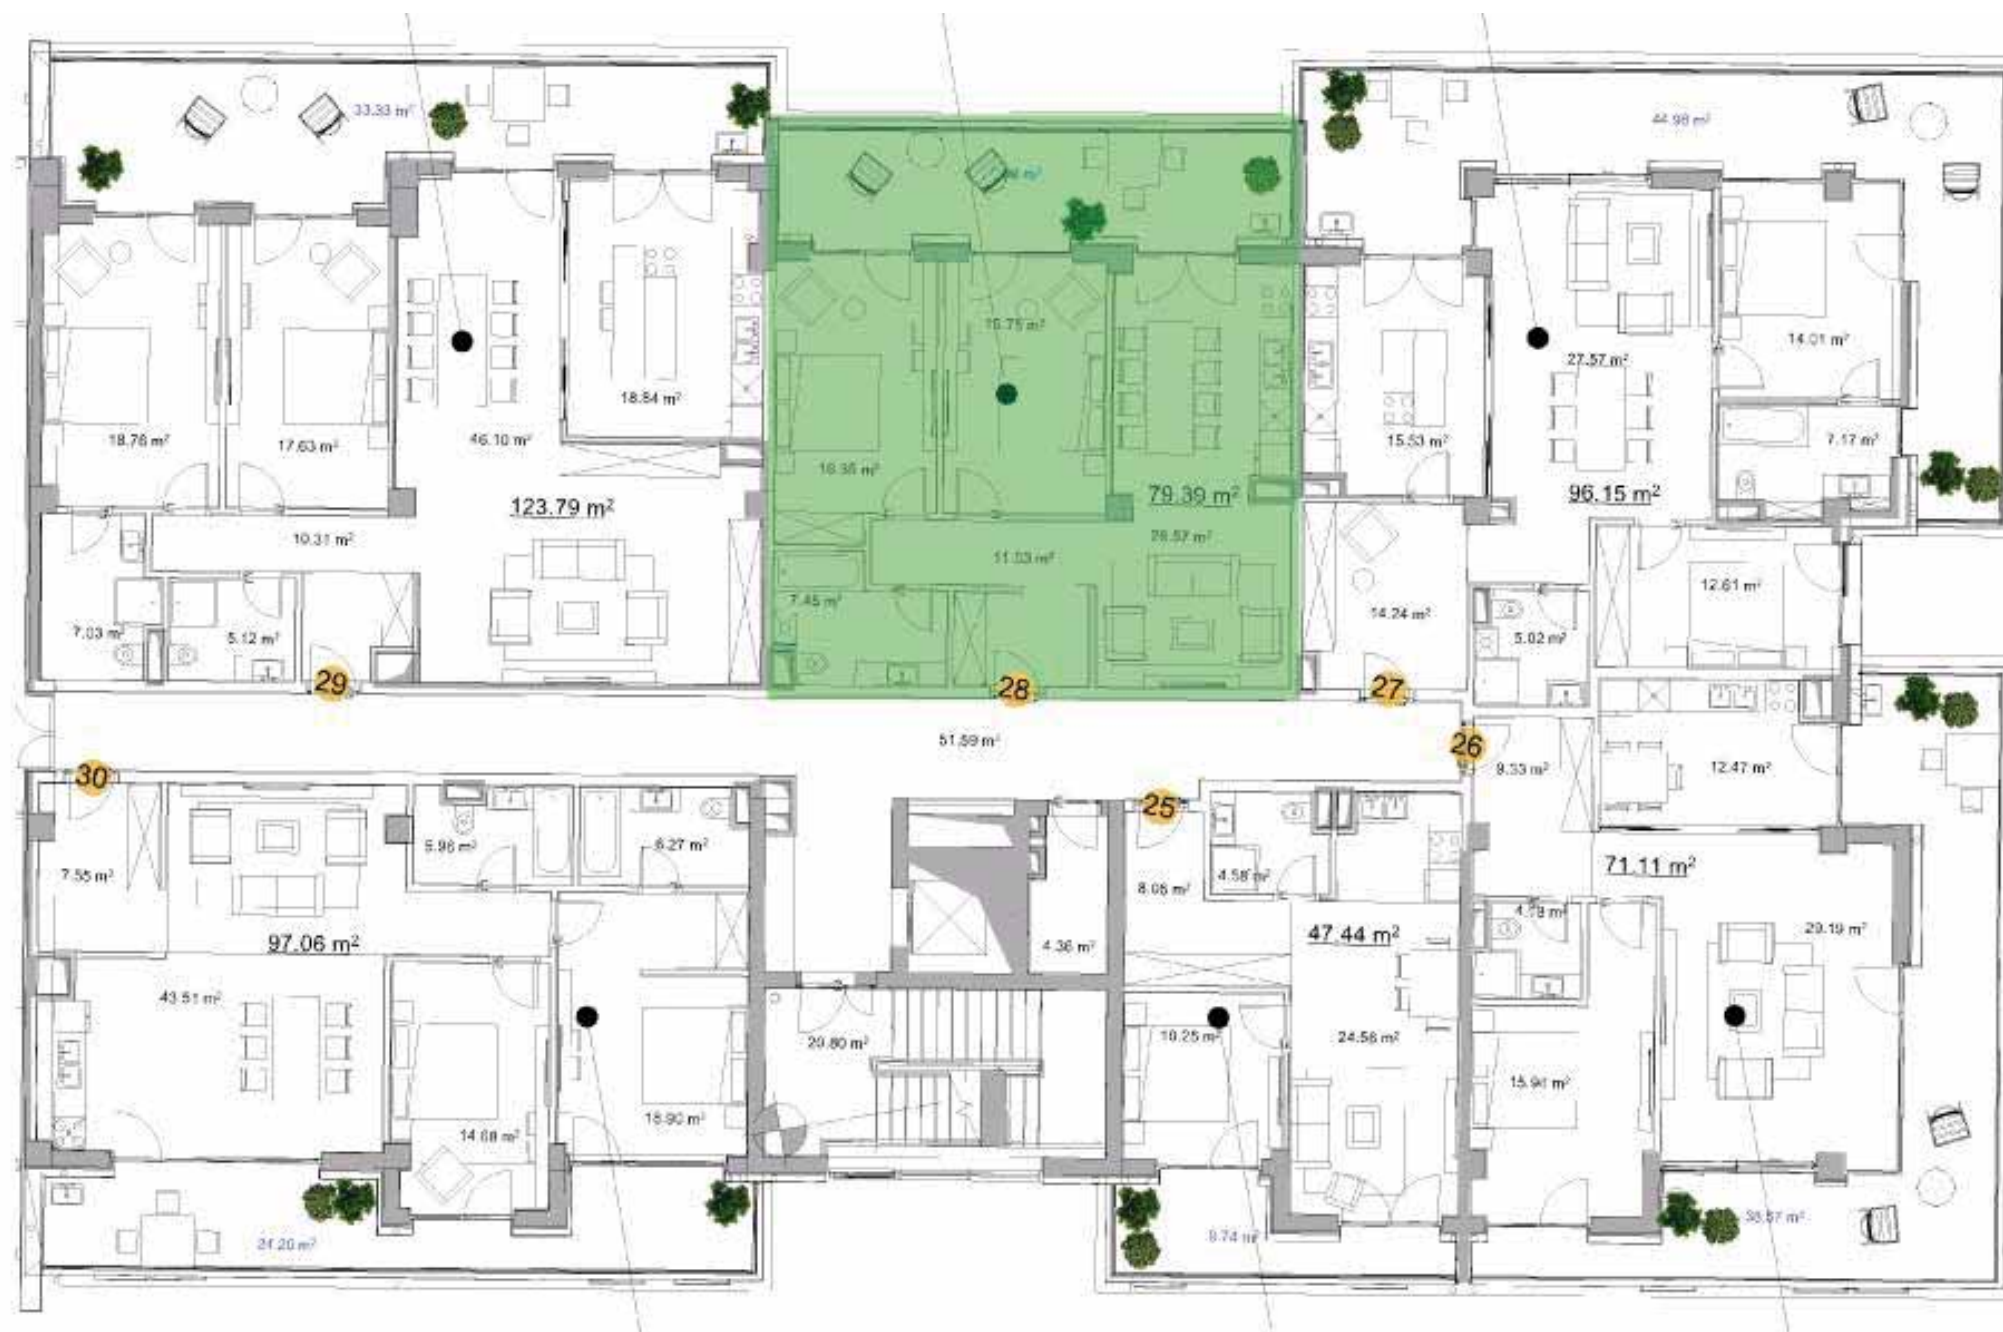 33.33 m²
44.98 m²
18.76 m²
17.63 m²
46.10 m²
18.84 m²
123.79 m²
10.31 m²
7.03 m²
5.12 m²
29
15.75 m²
16.35 m²
79.39 m²
28.57 m²
11.03 m²
7.45 m²
28
27.57 m²
14.01 m²
15.53 m²
7.17 m²
96.15 m²
12.61 m²
14.24 m²
5.02 m²
27
51.59 m²
26
9.33 m²
12.47 m²
30
7.55 m²
5.96 m²
6.27 m²
97.06 m²
43.51 m²
14.68 m²
18.90 m²
24.20 m²
4.36 m²
20.80 m²
25
8.06 m²
4.58 m²
47.44 m²
10.25 m²
24.56 m²
9.74 m²
71.11 m²
29.19 m²
15.91 m²